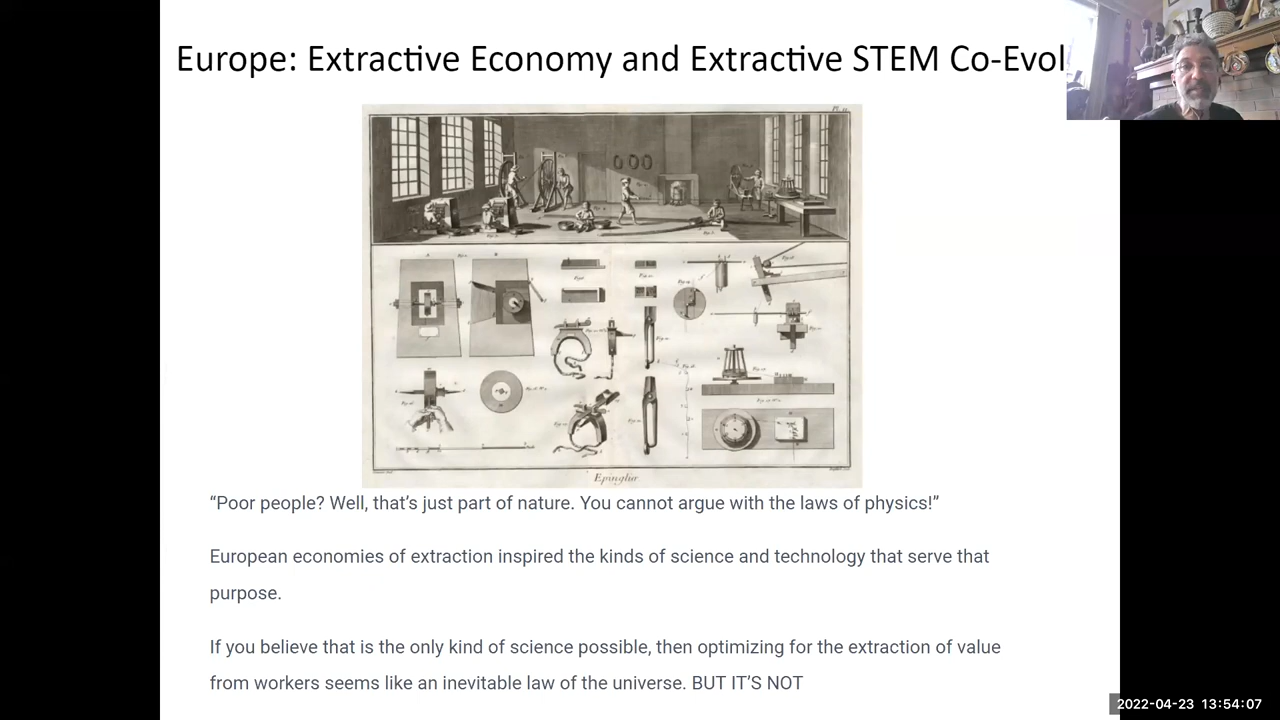 Europe: Extractive Economy and Extractive STEM Co-Evol
Epinglier.
“Poor people? Well, that’s just part of nature. You cannot argue with the laws of physics!”
European economies of extraction inspired the kinds of science and technology that serve that
purpose.
If you believe that is the only kind of science possible, then optimizing for the extraction of value
from workers seems like an inevitable law of the universe. BUT IT’S NOT
2022-04-23 13:54:07